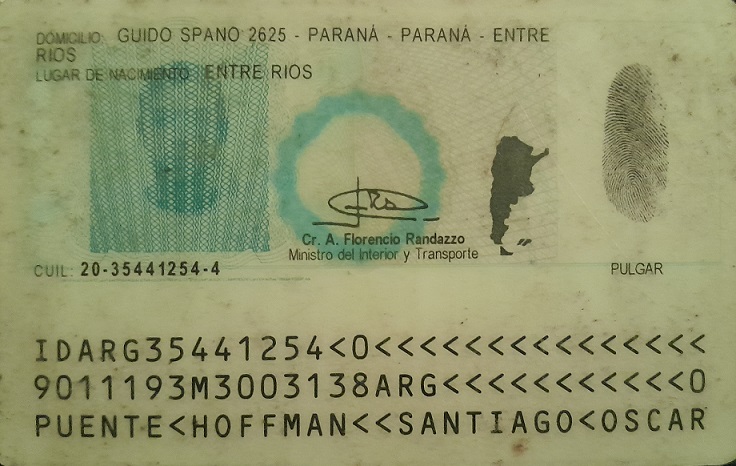 DOMICILIO: GUIDO SPANO 2625 - PARANÁ - PARANÁ - ENTRE
RIOS
LUGAR DE NACIMIENTO: ENTRE RIOS
Cr. A. Florencio Randazzo
Ministro del Interior y Transporte
CUIL: 20-35441254-4
PULGAR
IDARG35441254<0<<<<<<<<<<<<<<<
9011193M3003138ARG<<<<<<<<<<<0
PUENTE<HOFFMAN<<SANTIAGO<OSCAR